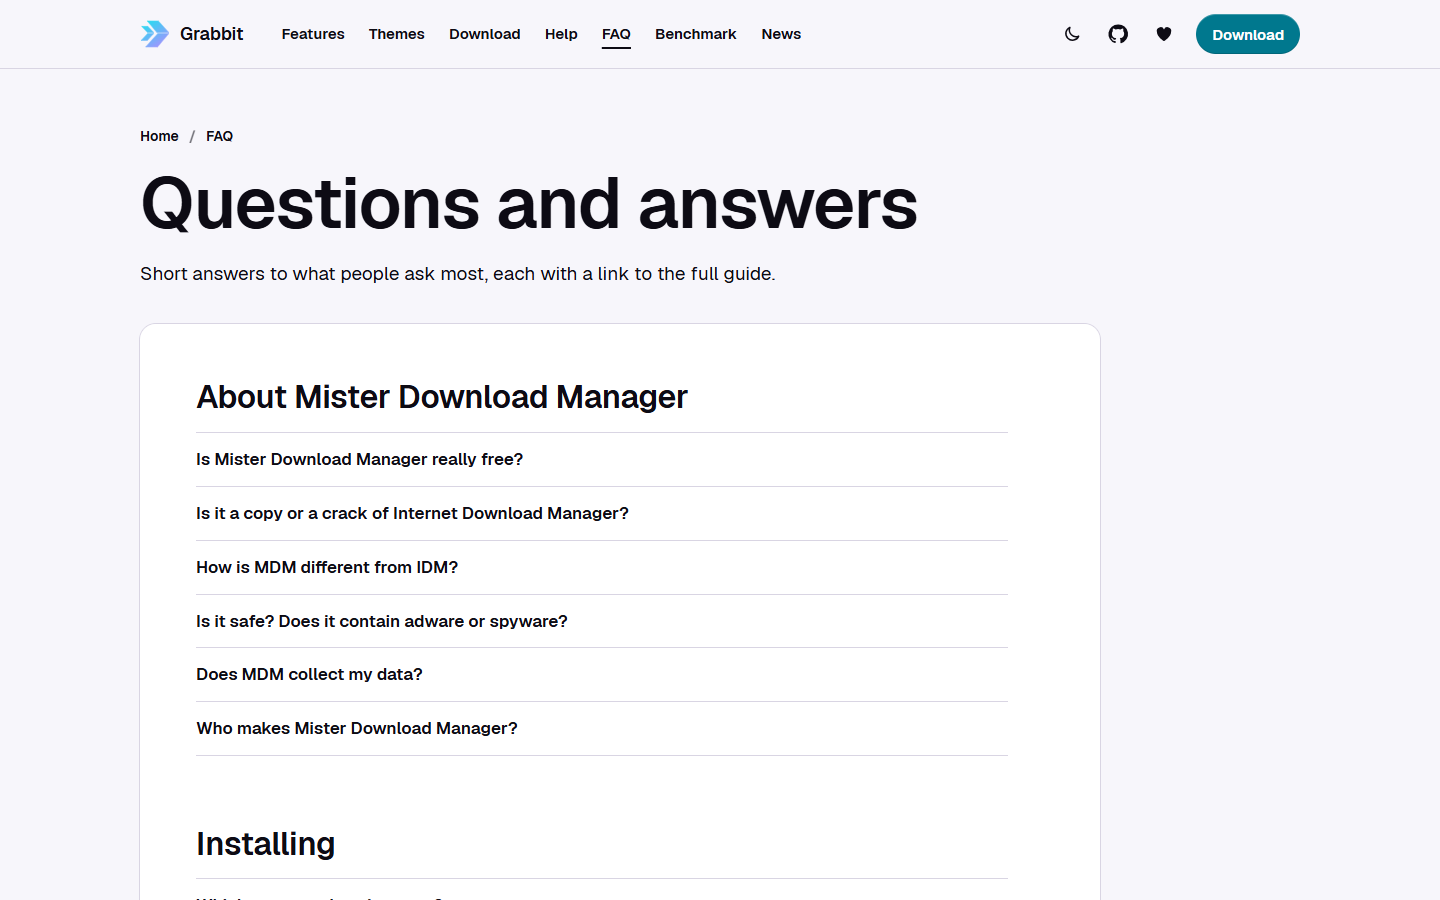 Grabbit Features Themes Download Help FAQ Benchmark News Download
Home / FAQ
Questions and answers
Short answers to what people ask most, each with a link to the full guide.
About Mister Download Manager
Is Mister Download Manager really free?
Is it a copy or a crack of Internet Download Manager?
How is MDM different from IDM?
Is it safe? Does it contain adware or spyware?
Does MDM collect my data?
Who makes Mister Download Manager?
Installing